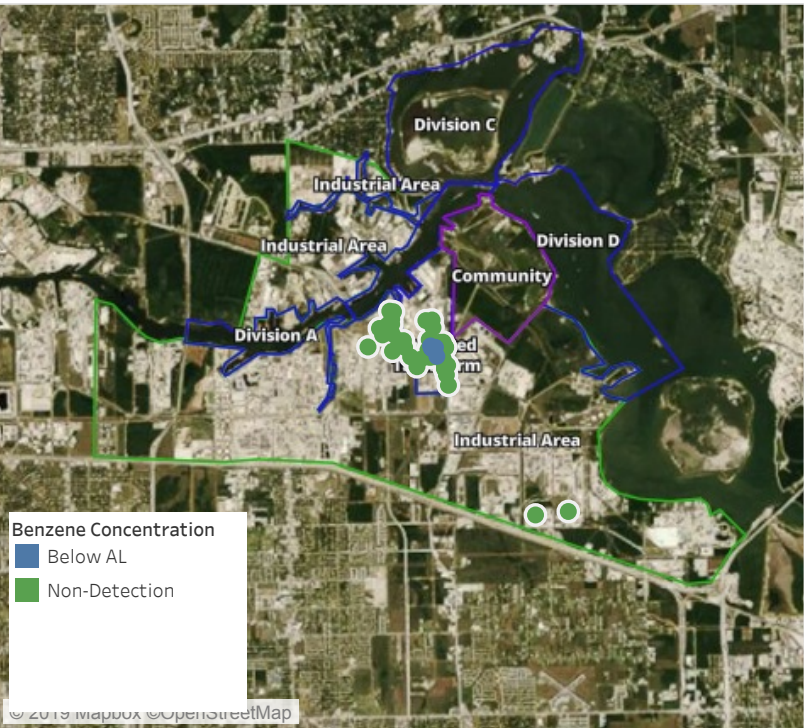 Division C
Industrial Area
Industrial Area
Division D
Community
Division A
Industrial Area
Benzene Concentration
Below AL
Non-Detection
© 2019 Mapbox ©OpenStreetMap